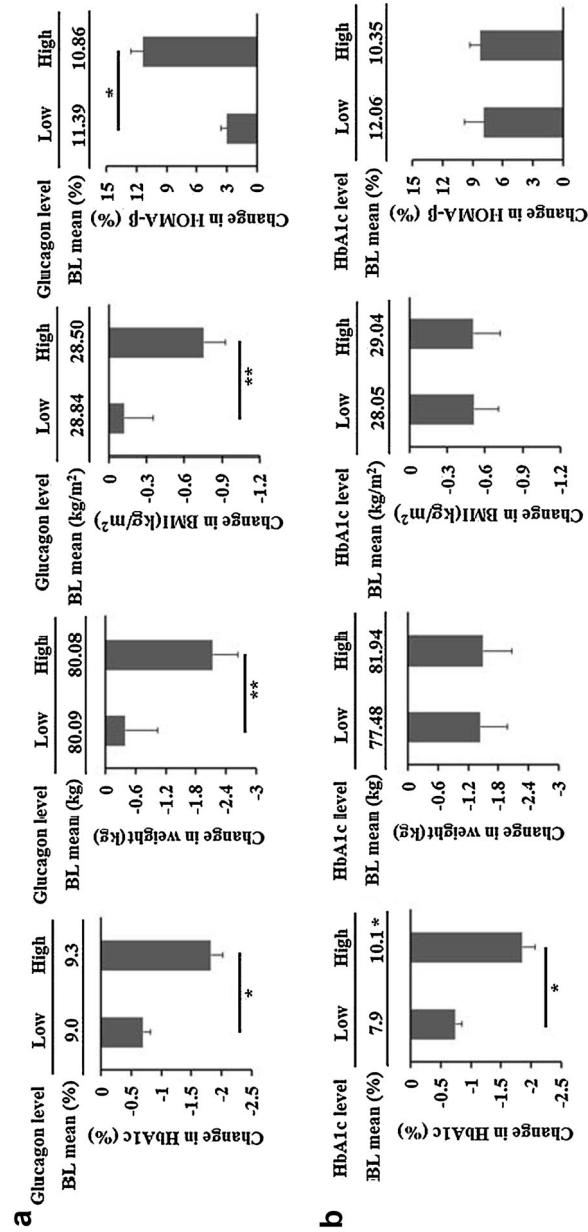 a
Glucagon level Low High
BL mean (%) 9.0 9.3
Change in HbA1c (%)
0
-0.5
-1
-1.5
-2
-2.5
*
Glucagon level Low High
BL mean (kg) 80.09 80.08
Change in weight(kg)
0
-0.6
-1.2
-1.8
-2.4
-3
**
Glucagon level Low High
BL mean (kg/m²) 28.84 28.50
Change in BMI(kg/m²)
0
-0.3
-0.6
-0.9
-1.2
**
Glucagon level Low High
BL mean (%) 11.39 10.86
Change in HOMA-β (%)
15
12
9
6
3
0
*
b
HbA1c level Low High
BL mean (%) 7.9 10.1*
Change in HbA1c (%)
0
-0.5
-1
-1.5
-2
-2.5
*
HbA1c level Low High
BL mean (kg) 77.48 81.94
Change in weight(kg)
0
-0.6
-1.2
-1.8
-2.4
-3
HbA1c level Low High
BL mean (kg/m²) 28.05 29.04
Change in BMI(kg/m²)
0
-0.3
-0.6
-0.9
-1.2
HbA1c level Low High
BL mean (%) 12.06 10.35
Change in HOMA-β (%)
15
12
9
6
3
0